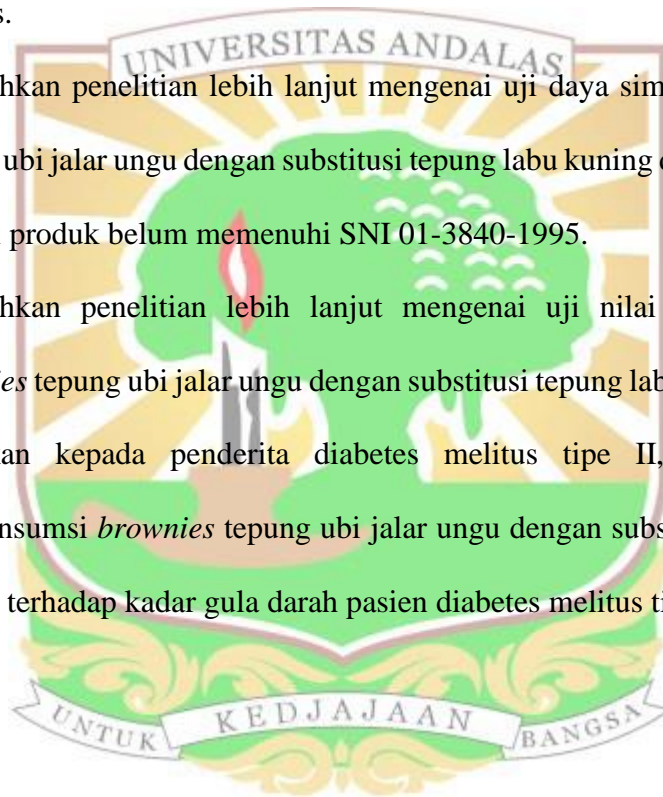 s.
UNIVERSITAS ANDALAS
hkan penelitian lebih lanjut mengenai uji daya sim
ubi jalar ungu dengan substitusi tepung labu kuning
produk belum memenuhi SNI 01-3840-1995.
hkan penelitian lebih lanjut mengenai uji nilai
ies tepung ubi jalar ungu dengan substitusi tepung lab
an kepada penderita diabetes melitus tipe II,
nsumsi brownies tepung ubi jalar ungu dengan subs
terhadap kadar gula darah pasien diabetes melitus ti
UNTUK KEDJAJAAN BANGSA